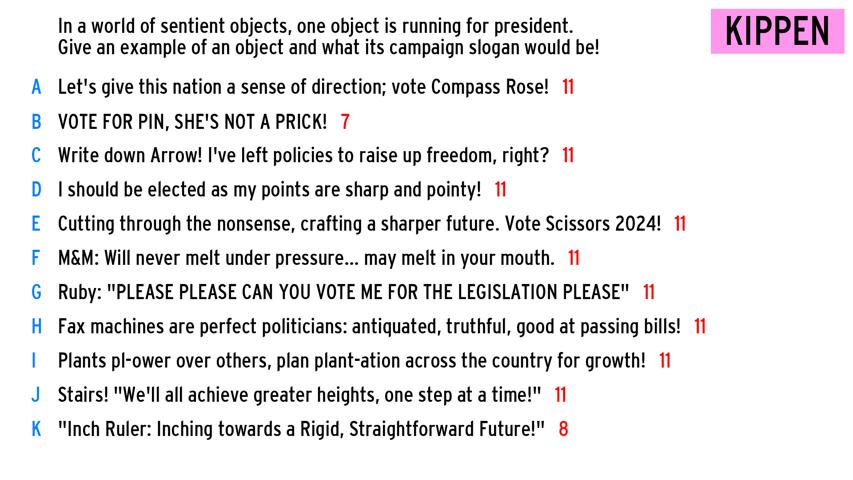 In a world of sentient objects, one object is running for president.
Give an example of an object and what its campaign slogan would be!
KIPPEN
A Let's give this nation a sense of direction; vote Compass Rose! 11
B VOTE FOR PIN, SHE'S NOT A PRICK! 7
C Write down Arrow! I've left policies to raise up freedom, right? 11
D I should be elected as my points are sharp and pointy! 11
E Cutting through the nonsense, crafting a sharper future. Vote Scissors 2024! 11
F M&M: Will never melt under pressure... may melt in your mouth. 11
G Ruby: "PLEASE PLEASE CAN YOU VOTE ME FOR THE LEGISLATION PLEASE" 11
H Fax machines are perfect politicians: antiquated, truthful, good at passing bills! 11
I Plants pl-ower over others, plan plant-ation across the country for growth! 11
J Stairs! "We'll all achieve greater heights, one step at a time!" 11
K "Inch Ruler: Inching towards a Rigid, Straightforward Future!" 8